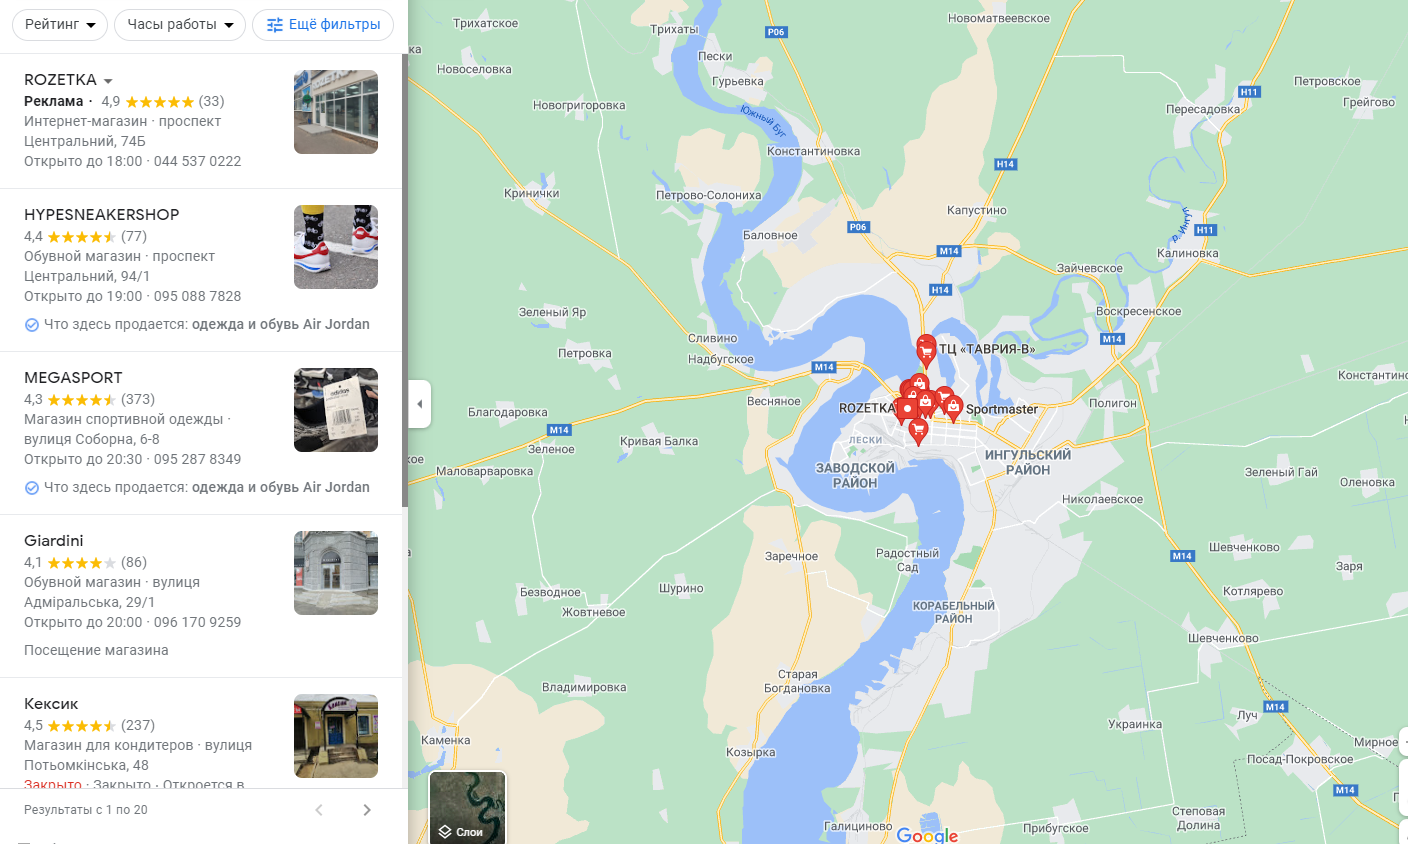 Рейтинг
Часы работы
Ещё фильтры
ROZETKA
Реклама · 4,9 (33)
Интернет-магазин · проспект
Центральний, 74Б
Открыто до 18:00 · 044 537 0222
HYPESNEAKERSHOP
4,4 (77)
Обувной магазин · проспект
Центральний, 94/1
Открыто до 19:00 · 095 088 7828
Что здесь продается: одежда и обувь Air Jordan
MEGASPORT
4,3 (373)
Магазин спортивной одежды ·
вулиця Соборна, 6-8
Открыто до 20:30 · 095 287 8349
Что здесь продается: одежда и обувь Air Jordan
Giardini
4,1 (86)
Обувной магазин · вулиця
Адміральська, 29/1
Открыто до 20:00 · 096 170 9259
Посещение магазина
Кексик
4,5 (237)
Магазин для кондитеров · вулиця
Потьомкінська, 48
Закрыто · Закрыто · Откроется в
Результаты с 1 по 20
Трихатское
Новоселовка
Трихаты
Р06
Новоматвеевское
Пески
Гурьевка
Новогригоровка
Южный Буг
Константиновка
Н11
Петровское
Пересадовка
Грейгово
Н14
Кринички
Петрово-Солониха
Капустино
Р06
Баловное
М14
р. Ингул
Н11
Калиновка
Зайчевское
Н14
Зеленый Яр
Воскресенское
Сливино
М14
Петровка
Надбугское
М14
ТЦ «ТАВРИЯ-В»
Константино
Веснянe
ROZETKA
Sportmaster
Полигон
Благодаровка
М14
Зеленое
Кривая Балка
ЛЕСКИ
ЗАВОДСКОЙ
РАЙОН
ИНГУЛЬСКИЙ
РАЙОН
Маловарваровка
Зеленый Гай
Оленовка
Николаевское
Заречное
Радостный
Сад
М14
Шевченково
Заря
Безводное
Шурино
Жовтневое
КОРАБЕЛЬНЫЙ
РАЙОН
Котлярево
Шевченково
Старая
Богдановка
Владимировка
М14
Луч
Украинка
Каменка
Козырка
Мирное
Посад-Покровское
М14
Степовая
Долина
Галициново
Прибугское
Слои
Google